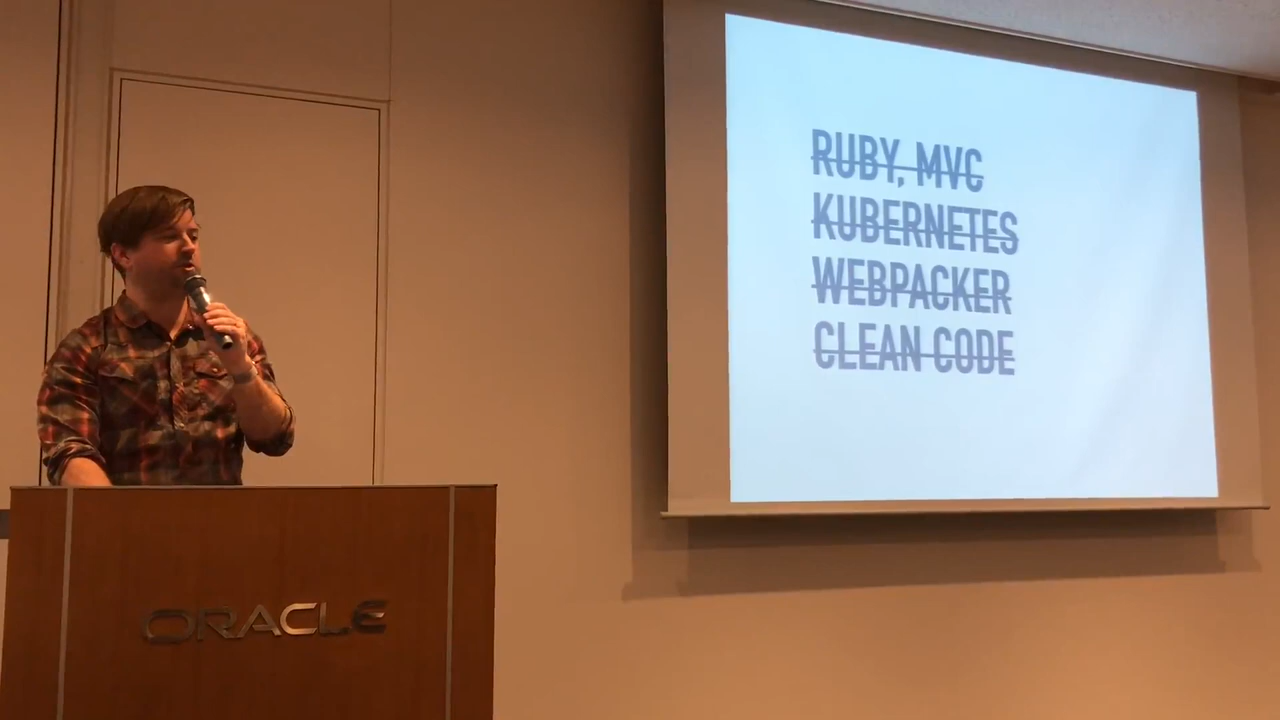 RUBY, MVC
KUBERNETES
WEBPACKER
CLEAN CODE
ORACLE